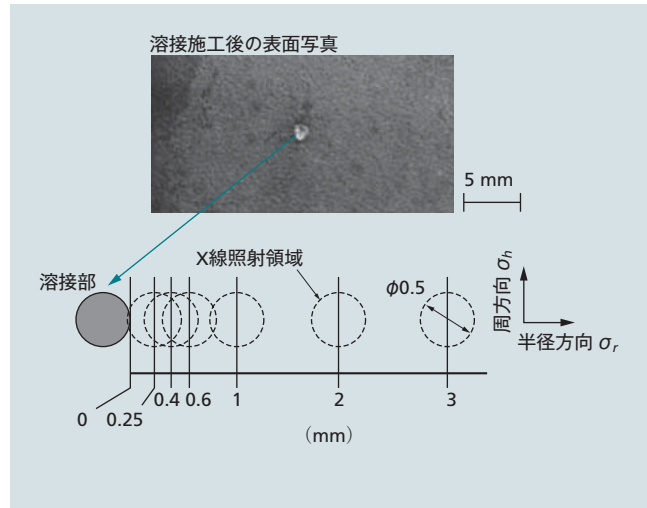 溶接施工後の表面写真
5 mm
溶接部
X線照射領域
φ0.5
周方向 σh
半径方向 σr
0 0.25 0.4 0.6 1 2 3
（mm）